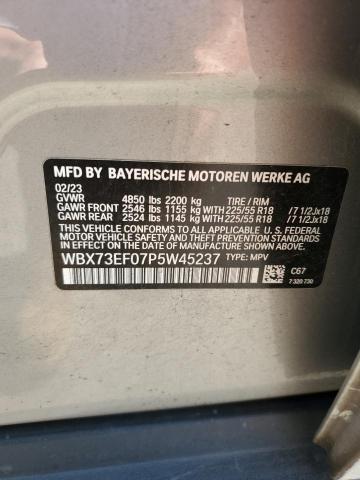 MFD BY BAYERISCHE MOTOREN WERKE AG
02/23
GVWR 4850 lbs 2200 kg TIRE / RIM
GAWR FRONT 2546 lbs 1155 kg WITH 225/55 R18 /7 1/2Jx18
GAWR REAR 2524 lbs 1145 kg WITH 225/55 R18 /7 1/2Jx18
THIS VEHICLE CONFORMS TO ALL APPLICABLE U. S. FEDERAL
MOTOR VEHICLE SAFETY, BUMPER, AND THEFT PREVENTION
STANDARDS IN EFFECT ON THE DATE OF MANUFACTURE SHOWN ABOVE.
WBX73EF07P5W45237 TYPE: MPV
C67
7 320 730